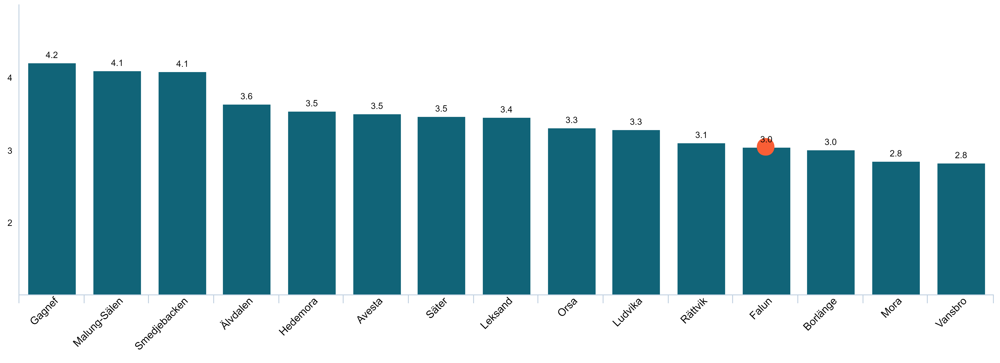 4.2
4.1
4.1
3.6
3.5
3.5
3.5
3.4
3.3
3.3
3.1
3.0
3.0
2.8
2.8
4
3
2
Gagnef
Malung-Sälen
Smedjebacken
Älvdalen
Hedemora
Avesta
Säter
Leksand
Orsa
Ludvika
Rättvik
Falun
Borlänge
Mora
Vansbro